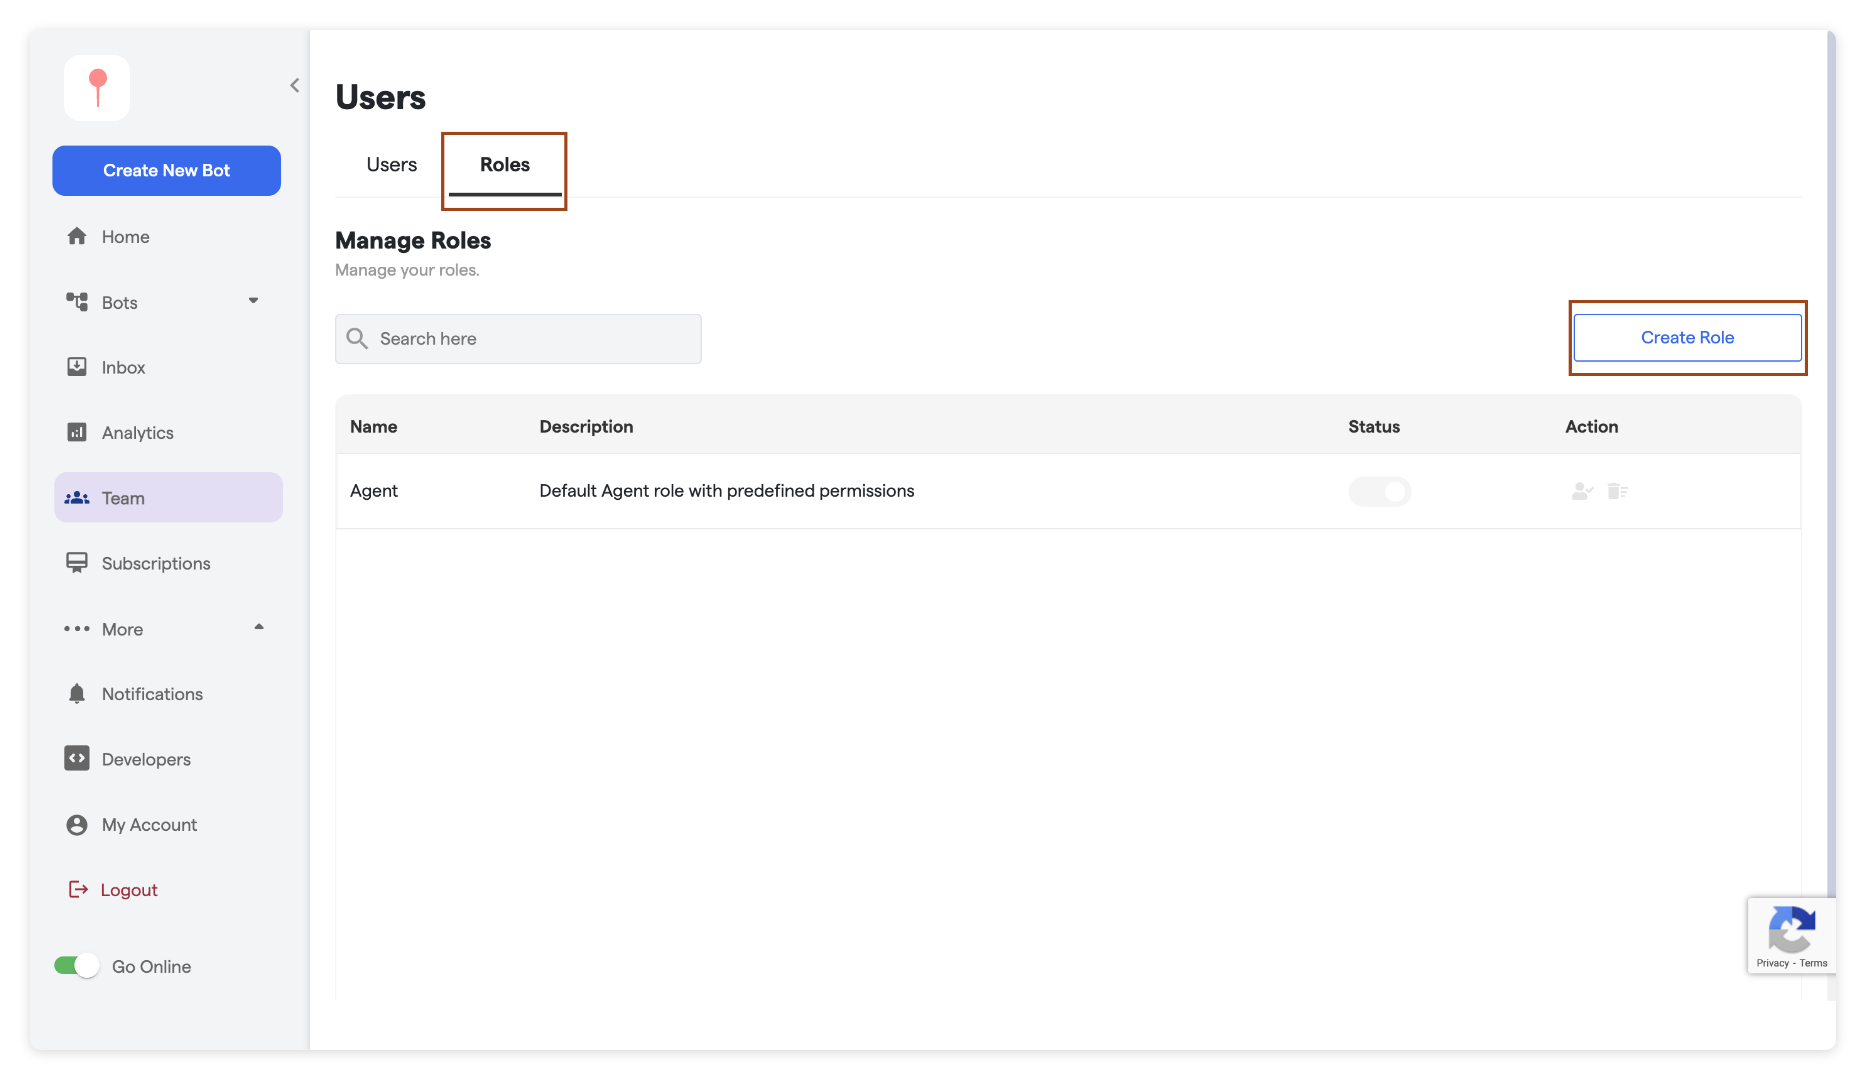 Create New Bot
Home
Bots
Inbox
Analytics
Team
Subscriptions
More
Notifications
Developers
My Account
Logout
Go Online
Users
Users
Roles
Manage Roles
Manage your roles.
Search here
Create Role
Name Description Status Action
Agent Default Agent role with predefined permissions
Privacy - Terms